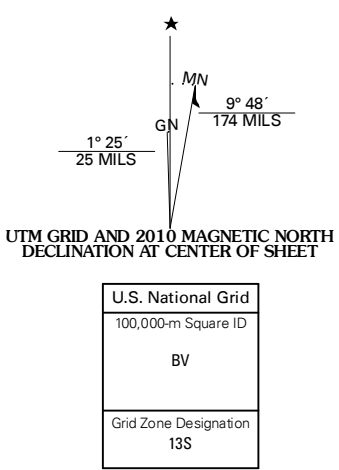 MN
9° 48´
174 MILS
GN
1° 25´
25 MILS
UTM GRID AND 2010 MAGNETIC NORTH
DECLINATION AT CENTER OF SHEET
U.S. National Grid
100,000-m Square ID
BV
Grid Zone Designation
13S